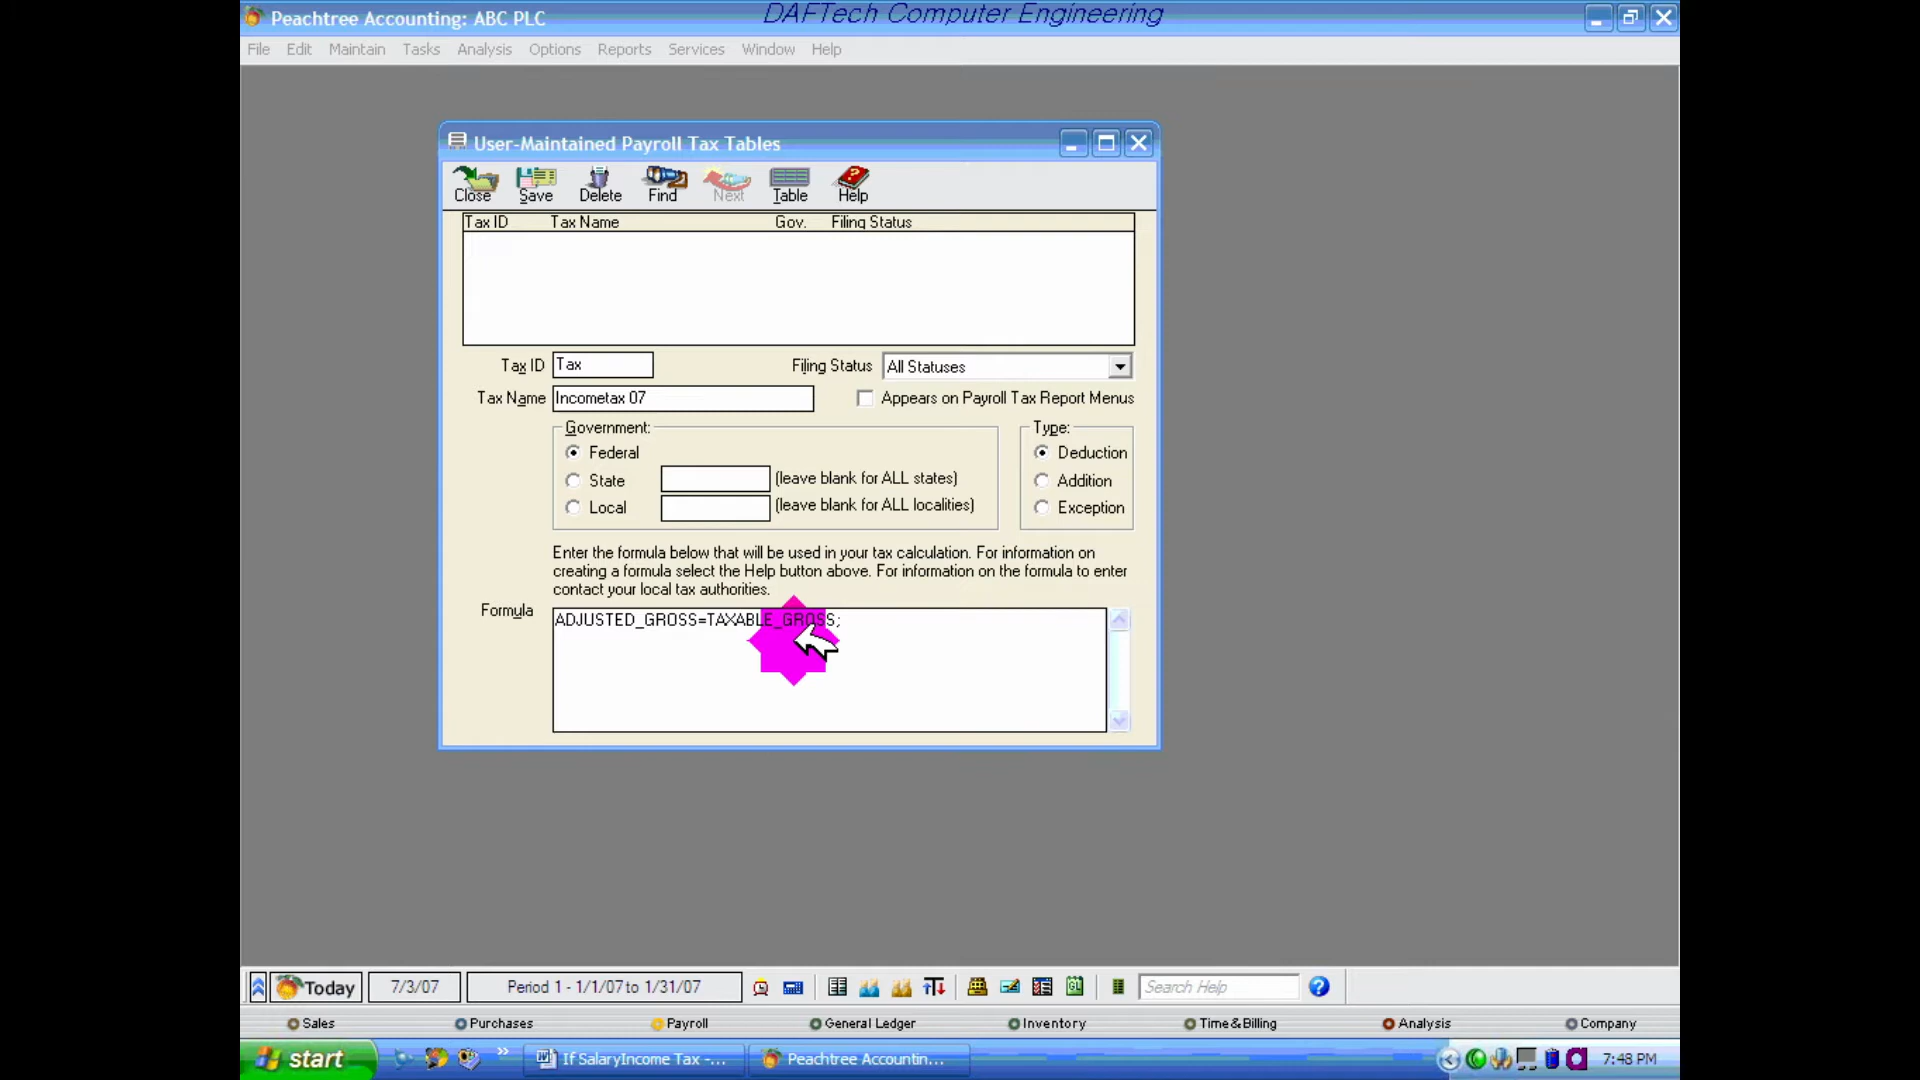 Peachtree Accounting: ABC PLC
DAFTech Computer Engineering
File Edit Maintain Tasks Analysis Options Reports Services Window Help
User-Maintained Payroll Tax Tables
Close Save Delete Find Next Table Help
Tax ID Tax Name Gov. Filing Status
Tax ID Tax Filing Status All Statuses
Tax Name Incometax 07 Appears on Payroll Tax Report Menus
Government: Type:
Federal Deduction
State (leave blank for ALL states) Addition
Local (leave blank for ALL localities) Exception
Enter the formula below that will be used in your tax calculation. For information on
creating a formula select the Help button above. For information on the formula to enter
contact your local tax authorities.
Formula ADJUSTED_GROSS=TAXABLE_GROSS;
Today 7/3/07 Period 1 - 1/1/07 to 1/31/07 Search Help
Sales Purchases Payroll General Ledger Inventory Time&Billing Analysis Company
start If SalaryIncome Tax -... Peachtree Accountin... 7:48 PM